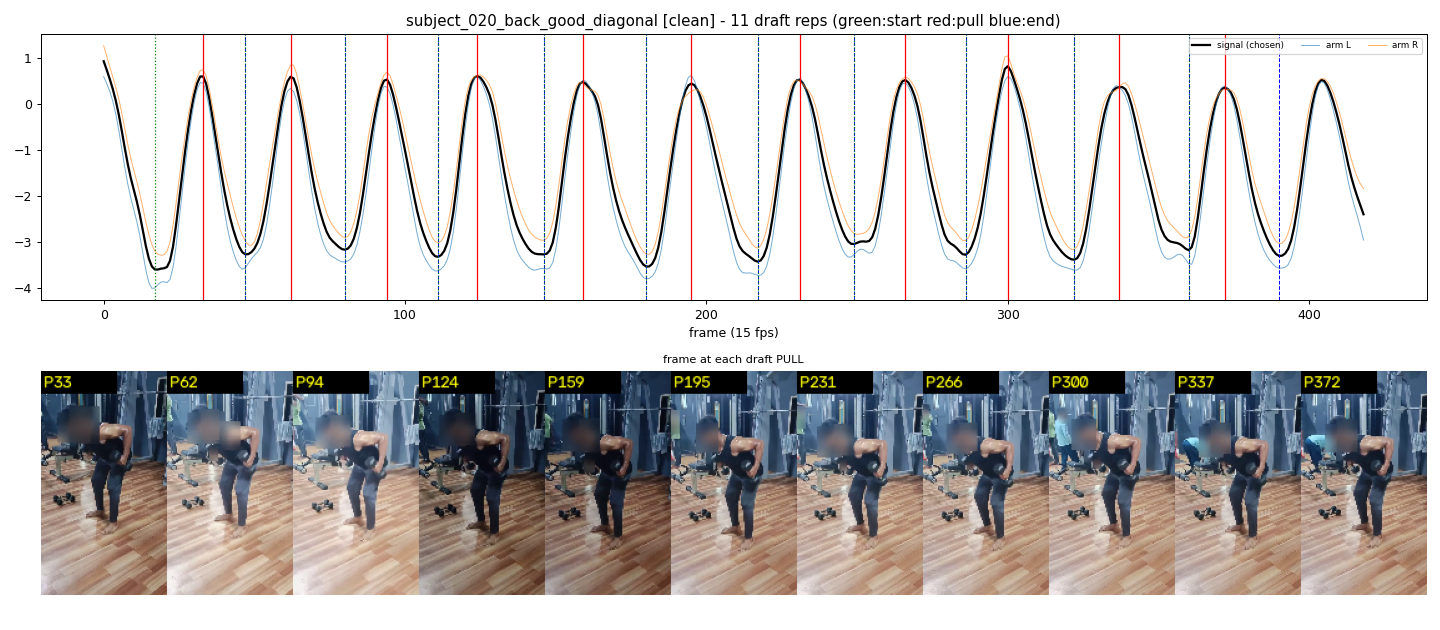 subject_020_back_good_diagonal [clean] - 11 draft reps (green:start red:pull blue:end)
signal (chosen) arm L arm R
1
0
−1
−2
−3
−4
0 100 200 300 400
frame (15 fps)
frame at each draft PULL
P33 P62 P94 P124 P159 P195 P231 P266 P300 P337 P372